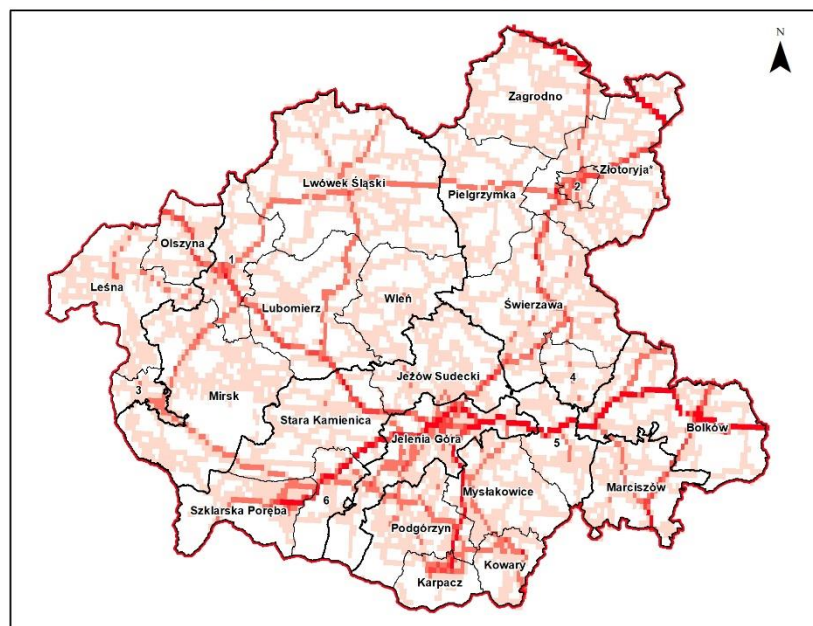 N
Zagrodno
Złotoryja*
Lwówek Śląski
Pielgrzymka
2
Olszyna
1
Leśna
Lubomierz
Wleń
Świerzawa
Jeżów Sudecki
4
3
Mirsk
Stara Kamienica
Jelenia Góra
Bolków
5
Mysłakowice
Marciszów
6
Szklarska Poręba
Podgórzyn
Kowary
Karpacz